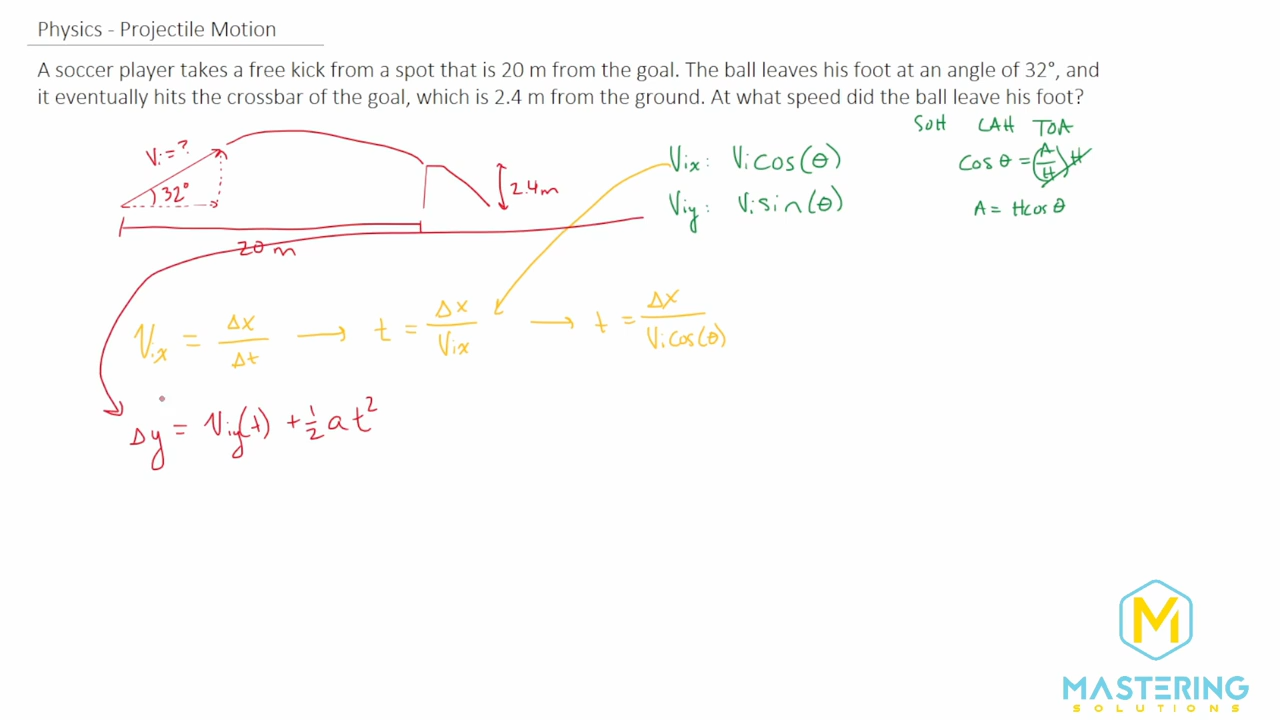 Physics - Projectile Motion
A soccer player takes a free kick from a spot that is 20 m from the goal. The ball leaves his foot at an angle of 32°, and
it eventually hits the crossbar of the goal, which is 2.4 m from the ground. At what speed did the ball leave his foot?
SOH CAH TOA
Vi = ?
32°
2.4m
20 m
Vix: Vicos(θ)
Viy: Visin(θ)
Cos θ = (A/H) H
A = Hcos θ
Vix = Δx/Δt → t = Δx/Vix → t = Δx/Vicos(θ)
Δy = Viy(t) + 1/2 a t²
M
MASTERING
SOLUTIONS